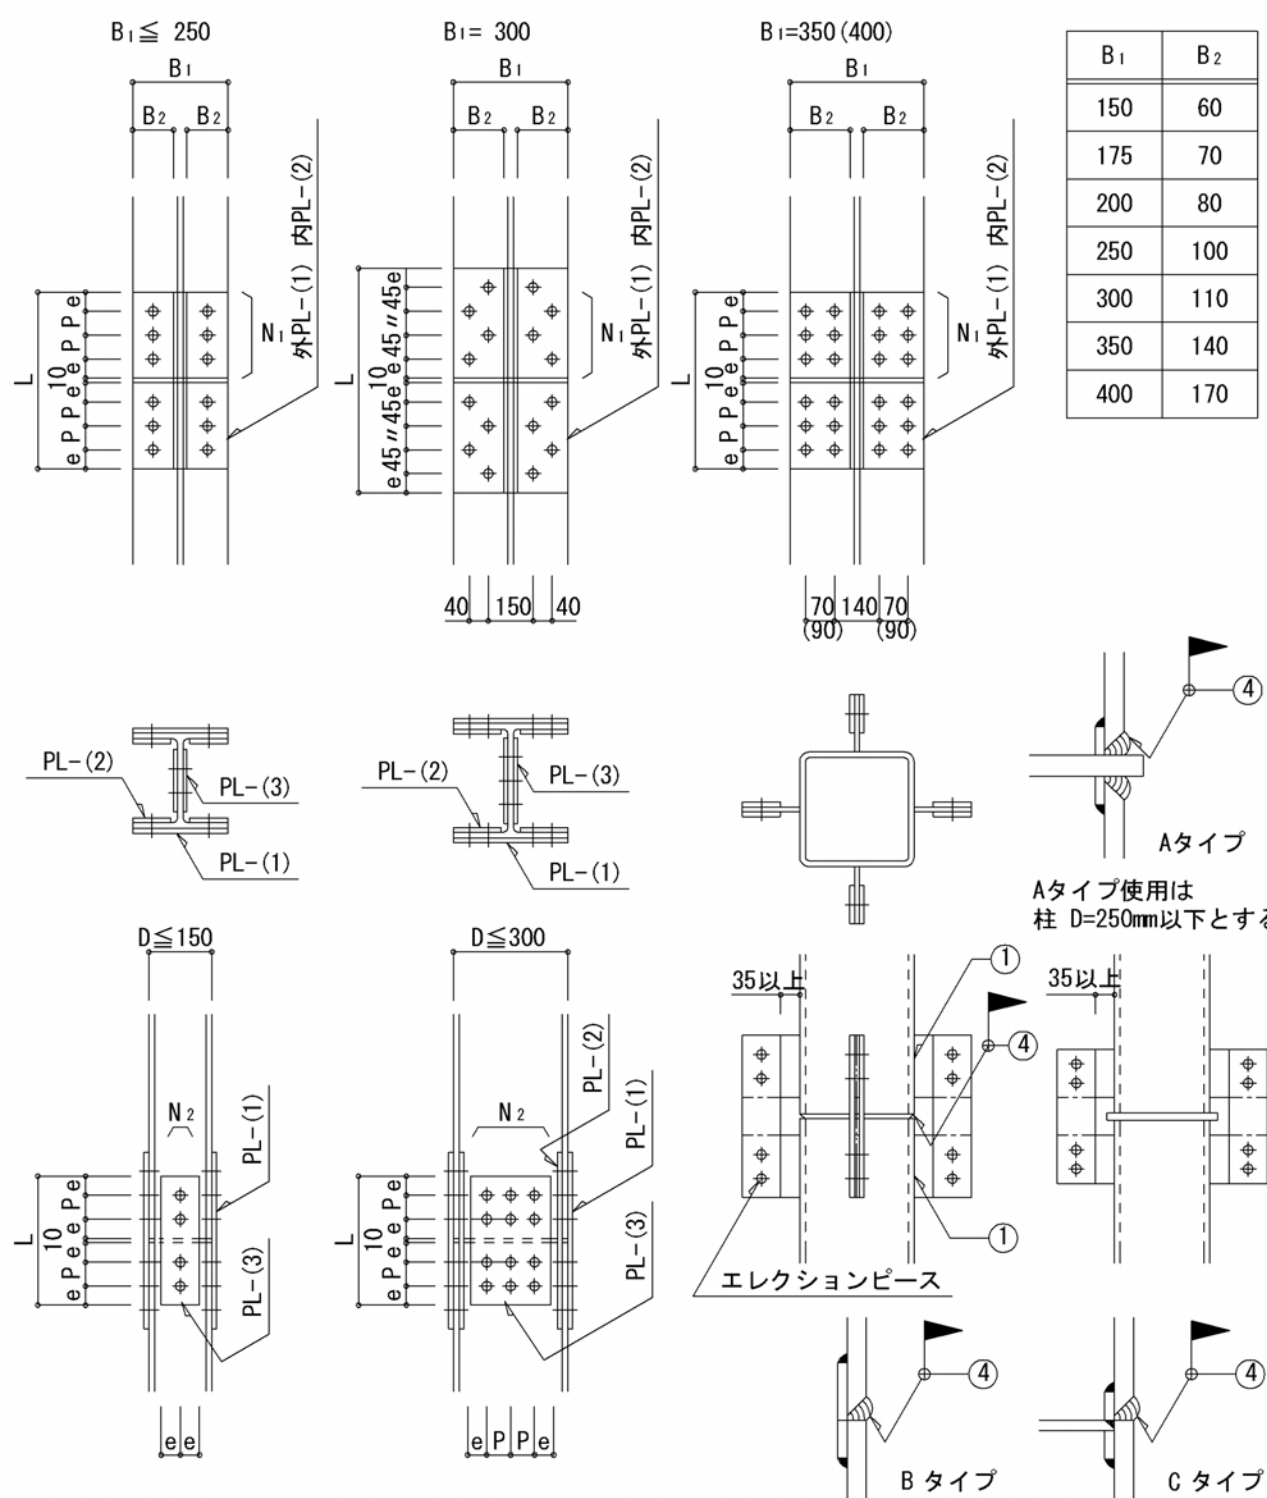 B1≦ 250
B1= 300
B1=350(400)
B1
B1
B1
B2 B2
B2 B2
B2 B2
B1 B2
150 60
175 70
200 80
250 100
300 110
350 140
400 170
L
10
e P P e
e P P e
N1
外PL-(1) 内PL-(2)
L
10
e 45 〃 45 e
e 45 〃 45 e
N1
外PL-(1) 内PL-(2)
L
10
e P P e
e P P e
N1
外PL-(1) 内PL-(2)
40 150 40
70 140 70
(90) (90)
PL-(2)
PL-(3)
PL-(1)
PL-(2)
PL-(3)
PL-(1)
4
Aタイプ
Aタイプ使用は
柱 D=250mm以下とする
D≦150
D≦300
N2
L
10
e P e
e P e
PL-(1)
PL-(3)
e e
N2
L
10
e P e
e P e
PL-(2)
PL-(1)
PL-(3)
e P P e
35以上
1
4
1
エレクションピース
35以上
4
B タイプ
4
C タイプ